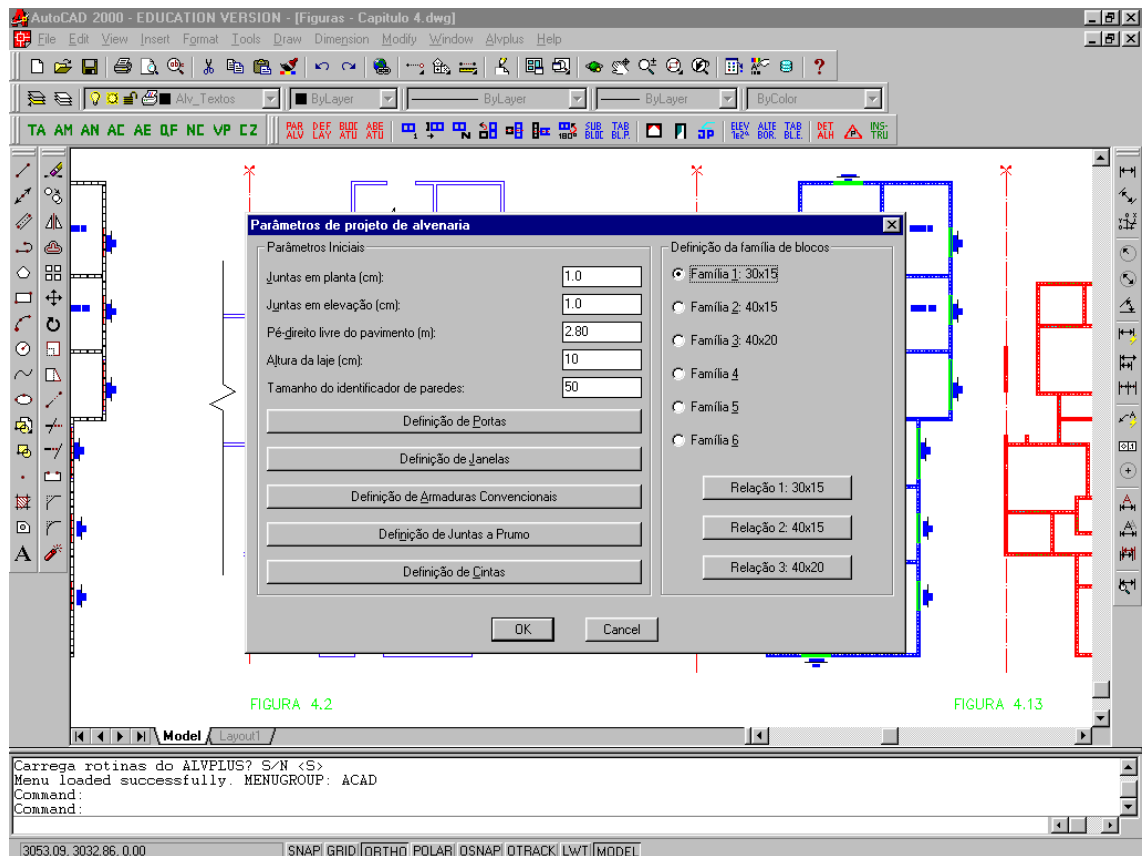 AutoCAD 2000 - EDUCATION VERSION - [Figuras - Capitulo 4.dwg]
File Edit View Insert Format Tools Draw Dimension Modify Window Alvplus Help
Alv_Textos ByLayer ByLayer ByLayer ByColor
TA AM AN AC AE QF NC VP CZ PAR ALV DEF LAY BLOC ATU ABE ATU 1 N 180° SUB BLOC TAB BL.P. JP ELEV 1e2ª ALTE BOR. TAB BL.E. DET ALH INS- TRU
Parâmetros de projeto de alvenaria
Parâmetros Iniciais
Juntas em planta (cm): 1.0
Juntas em elevação (cm): 1.0
Pé-direito livre do pavimento (m): 2.80
Altura da laje (cm): 10
Tamanho do identificador de paredes: 50
Definição de Portas
Definição de Janelas
Definição de Armaduras Convencionais
Definição de Juntas a Prumo
Definição de Cintas
Definição da família de blocos
Família 1: 30x15
Família 2: 40x15
Família 3: 40x20
Família 4
Família 5
Família 6
Relação 1: 30x15
Relação 2: 40x15
Relação 3: 40x20
OK Cancel
FIGURA 4.2 FIGURA 4.13
Model Layout1
Carrega rotinas do ALVPLUS? S/N <S>
Menu loaded successfully. MENUGROUP: ACAD
Command:
Command:
3053.09, 3032.86, 0.00 SNAP GRID ORTHO POLAR OSNAP OTRACK LWT MODEL